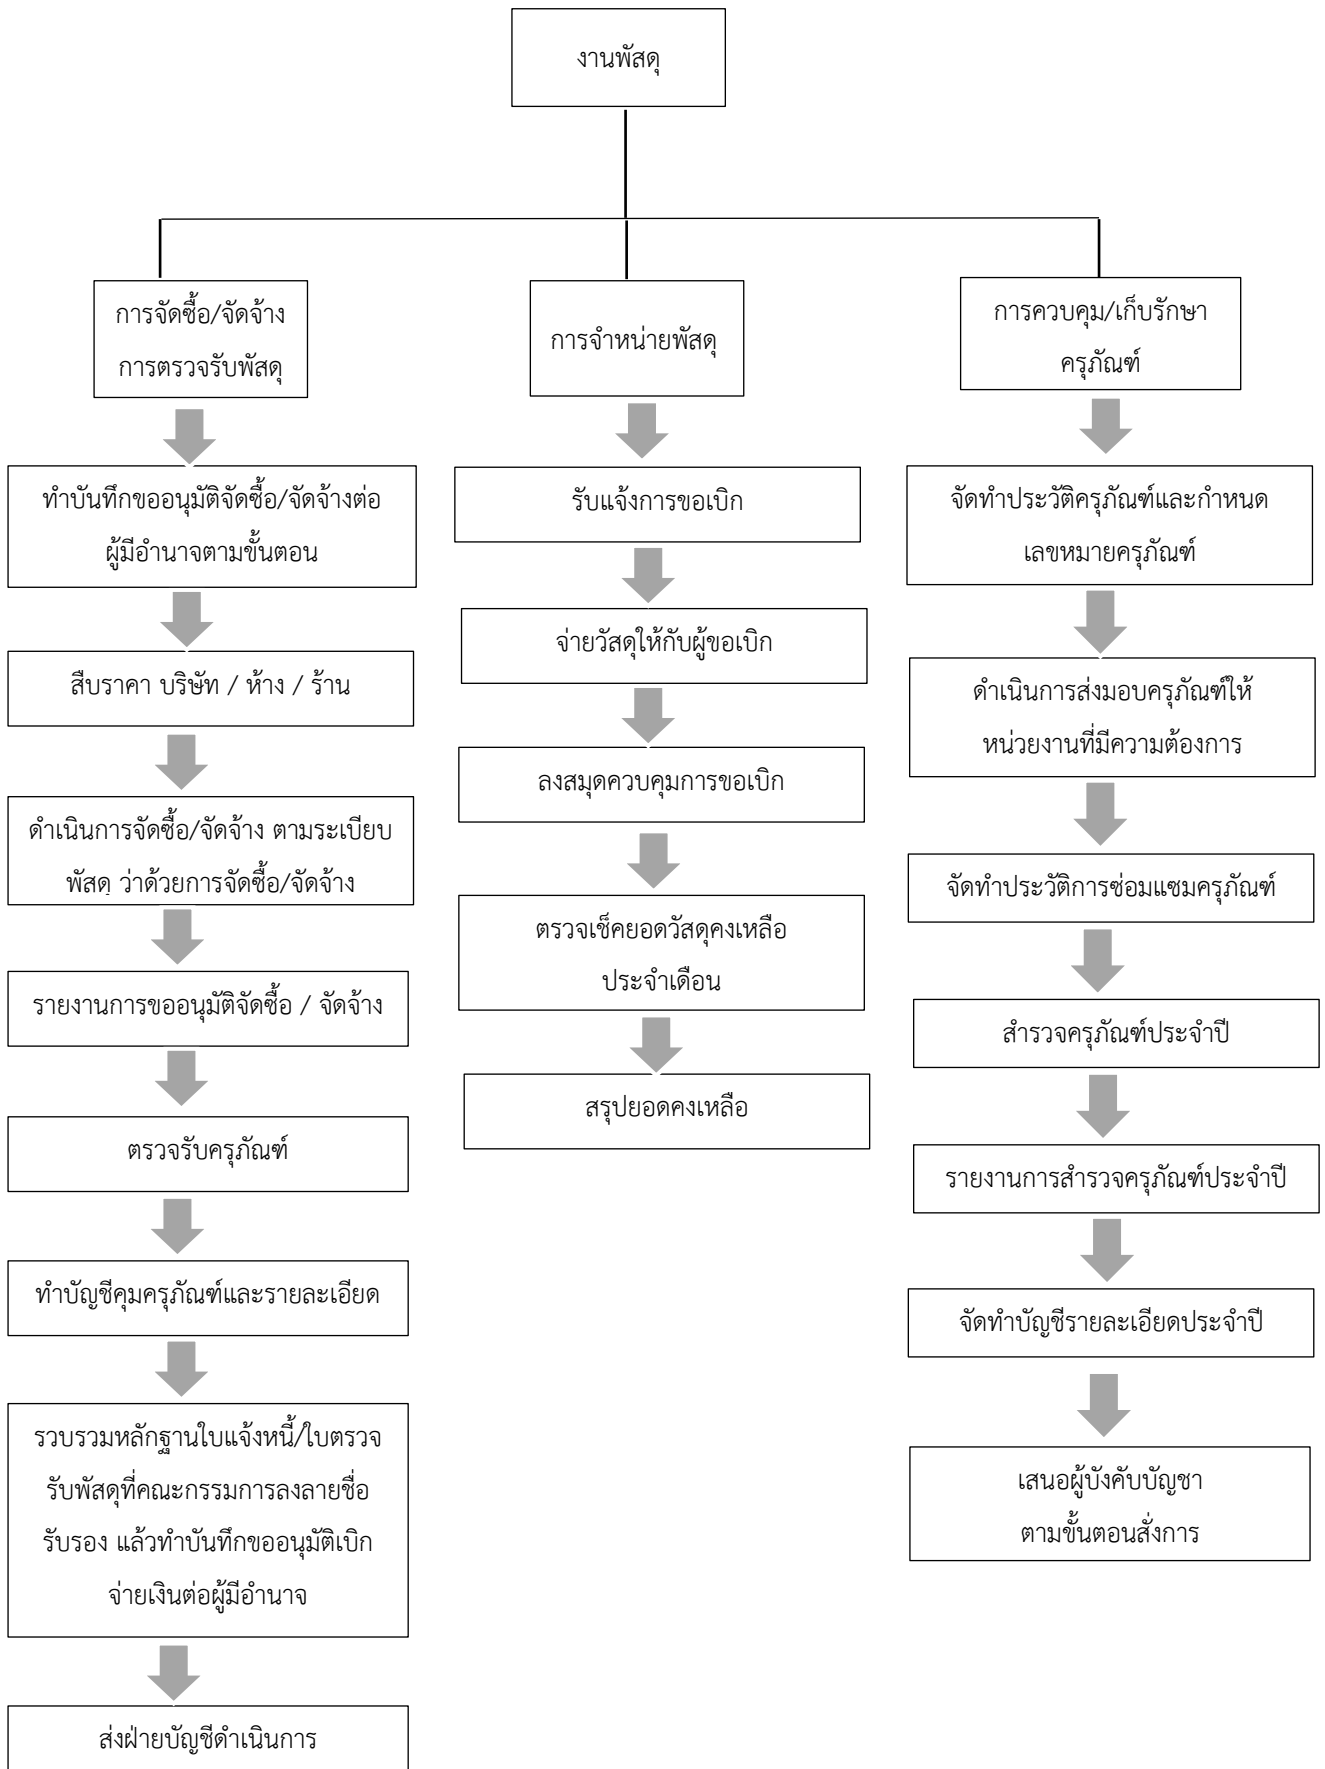 งานพัสดุ
การจัดซื้อ/จัดจ้าง
การตรวจรับพัสดุ
ทำบันทึกขออนุมัติจัดซื้อ/จัดจ้างต่อ
ผู้มีอำนาจตามขั้นตอน
สืบราคา บริษัท / ห้าง / ร้าน
ดำเนินการจัดซื้อ/จัดจ้าง ตามระเบียบ
พัสดุ ว่าด้วยการจัดซื้อ/จัดจ้าง
รายงานการขออนุมัติจัดซื้อ / จัดจ้าง
ตรวจรับครุภัณฑ์
ทำบัญชีคุมครุภัณฑ์และรายละเอียด
รวบรวมหลักฐานใบแจ้งหนี้/ใบตรวจ
รับพัสดุที่คณะกรรมการลงลายชื่อ
รับรอง แล้วทำบันทึกขออนุมัติเบิก
จ่ายเงินต่อผู้มีอำนาจ
ส่งฝ่ายบัญชีดำเนินการ
การจำหน่ายพัสดุ
รับแจ้งการขอเบิก
จ่ายวัสดุให้กับผู้ขอเบิก
ลงสมุดควบคุมการขอเบิก
ตรวจเช็คยอดวัสดุคงเหลือ
ประจำเดือน
สรุปยอดคงเหลือ
การควบคุม/เก็บรักษา
ครุภัณฑ์
จัดทำประวัติครุภัณฑ์และกำหนด
เลขหมายครุภัณฑ์
ดำเนินการส่งมอบครุภัณฑ์ให้
หน่วยงานที่มีความต้องการ
จัดทำประวัติการซ่อมแซมครุภัณฑ์
สำรวจครุภัณฑ์ประจำปี
รายงานการสำรวจครุภัณฑ์ประจำปี
จัดทำบัญชีรายละเอียดประจำปี
เสนอผู้บังคับบัญชา
ตามขั้นตอนสั่งการ